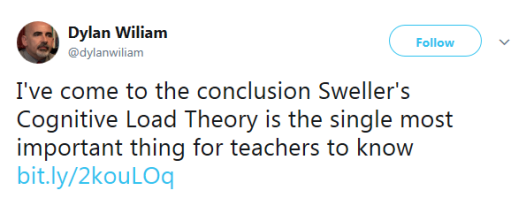 Dylan Wiliam
@dylanwiliam
Follow
I've come to the conclusion Sweller's
Cognitive Load Theory is the single most
important thing for teachers to know
bit.ly/2kouLOq